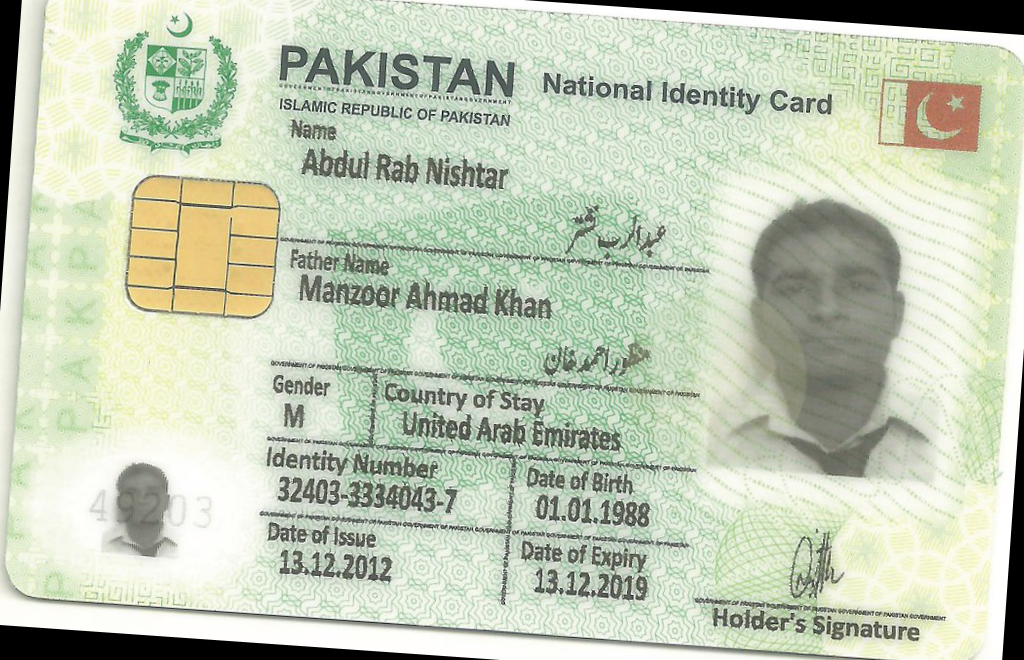 PAKISTAN National Identity Card
ISLAMIC REPUBLIC OF PAKISTAN
Name
Abdul Rab Nishtar
عبدالرب نشتر
Father Name
Manzoor Ahmad Khan
منظور احمد خان
Gender
M
Country of Stay
United Arab Emirates
Identity Number
32403-3334043-7
Date of Birth
01.01.1988
Date of Issue
13.12.2012
Date of Expiry
13.12.2019
Holder's Signature